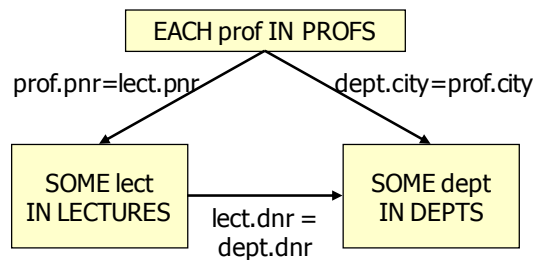 EACH prof IN PROFS
prof.pnr=lect.pnr
dept.city=prof.city
SOME lect
IN LECTURES
lect.dnr =
dept.dnr
SOME dept
IN DEPTS